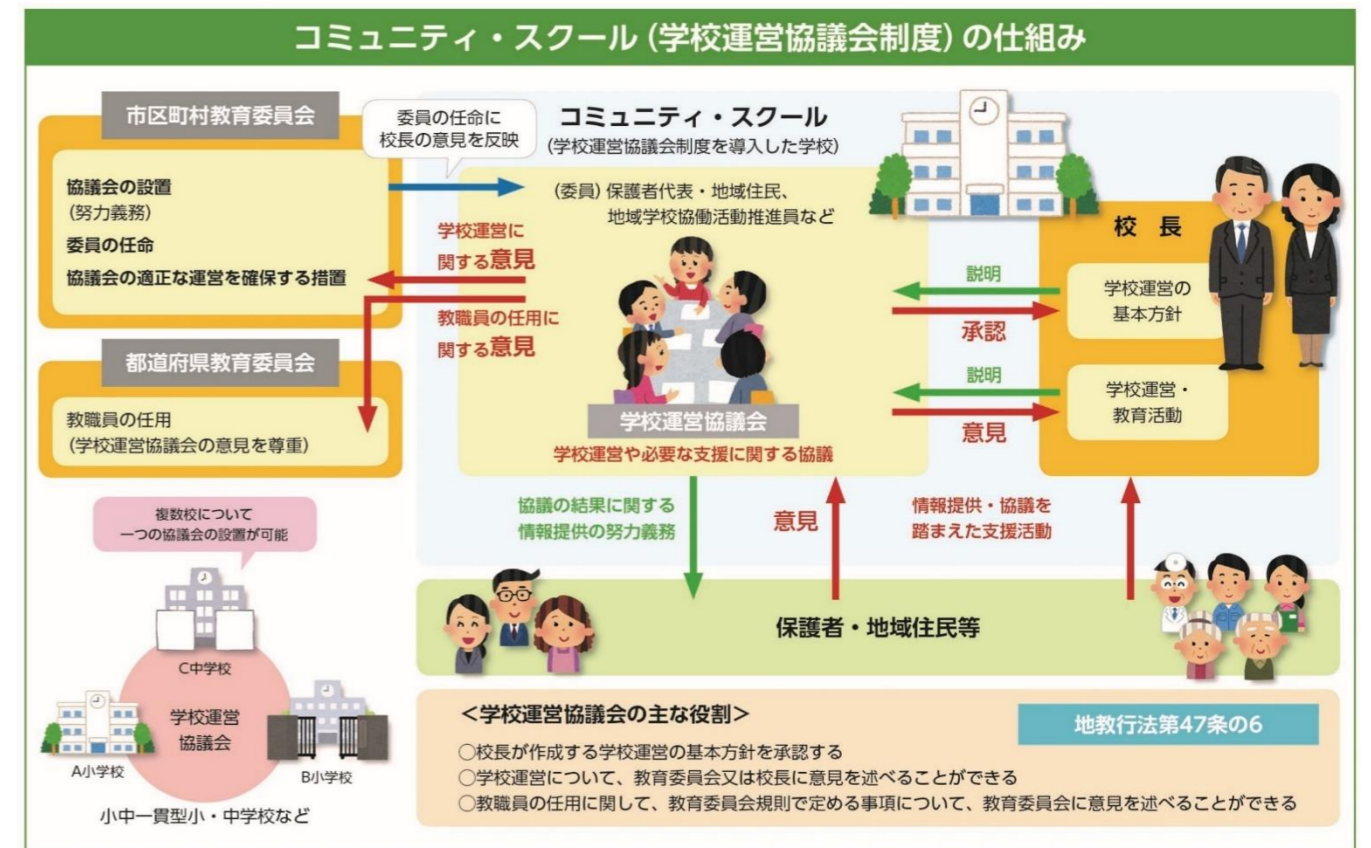 コミュニティ・スクール(学校運営協議会制度)の仕組み
市区町村教育委員会
協議会の設置
(努力義務)
委員の任命
協議会の適正な運営を確保する措置
委員の任命に
校長の意見を反映
コミュニティ・スクール
(学校運営協議会制度を導入した学校)
(委員)保護者代表・地域住民、
地域学校協働活動推進員など
学校運営に
関する意見
教職員の任用に
関する意見
都道府県教育委員会
教職員の任用
(学校運営協議会の意見を尊重)
学校運営協議会
学校運営や必要な支援に関する協議
校 長
説明
承認
学校運営の
基本方針
説明
意見
学校運営・
教育活動
協議の結果に関する
情報提供の努力義務
意見
情報提供・協議を
踏まえた支援活動
保護者・地域住民等
複数校について
一つの協議会の設置が可能
C中学校
学校運営
協議会
A小学校
B小学校
小中一貫型小・中学校など
<学校運営協議会の主な役割>
地教行法第47条の6
○校長が作成する学校運営の基本方針を承認する
○学校運営について、教育委員会又は校長に意見を述べることができる
○教職員の任用に関して、教育委員会規則で定める事項について、教育委員会に意見を述べることができる